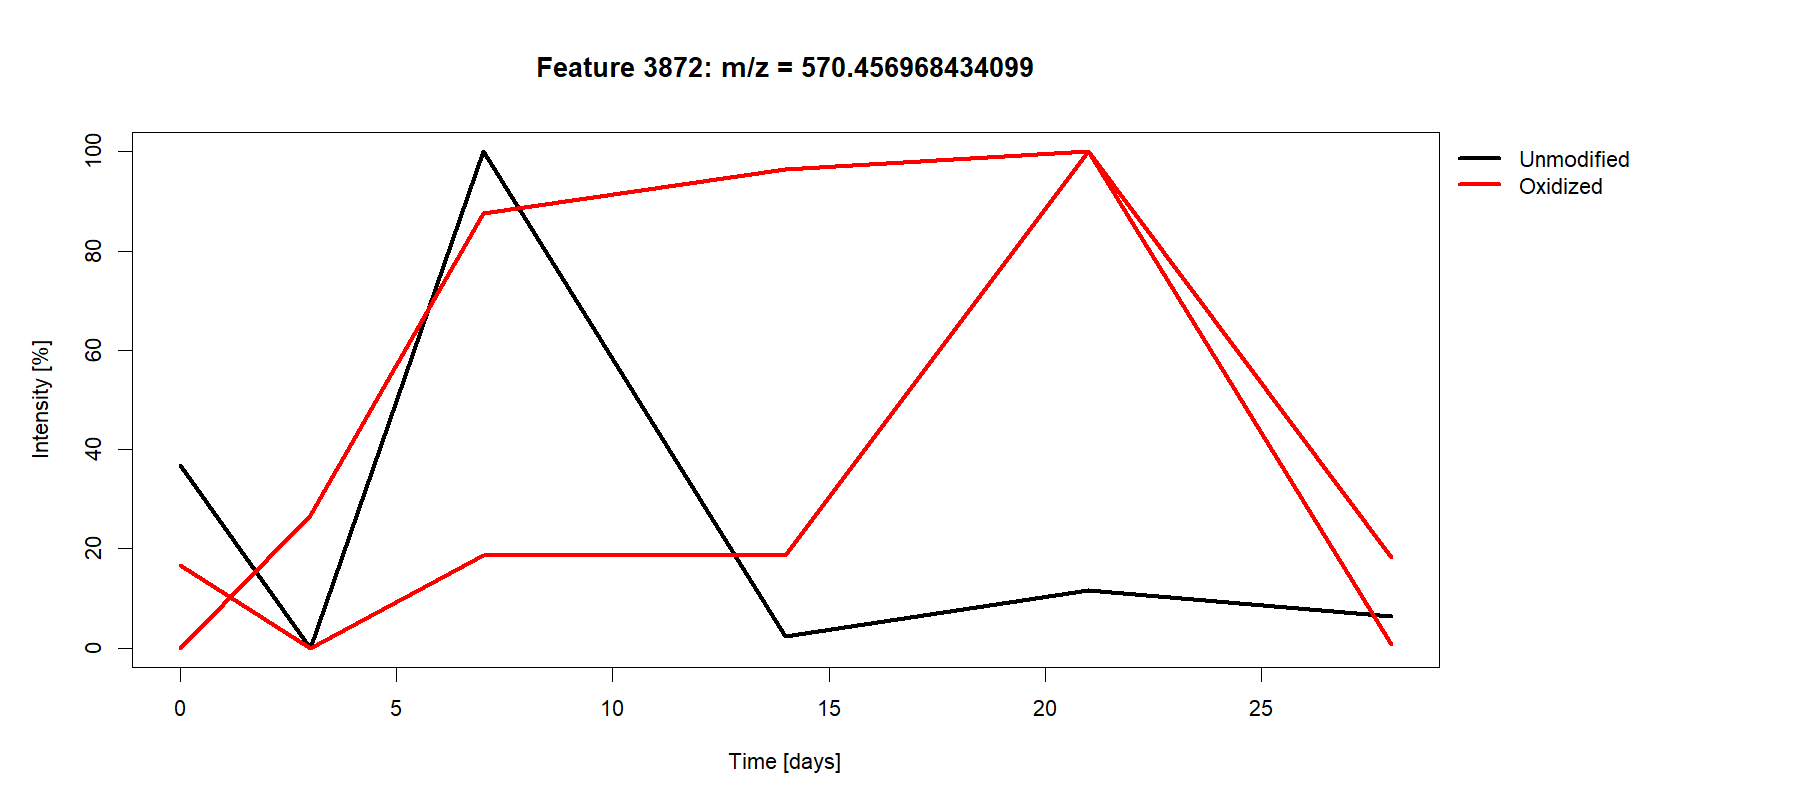 Feature 3872: m/z = 570.456968434099
Unmodified
Oxidized
100
80
60
40
20
0
Intensity [%]
0 5 10 15 20 25
Time [days]